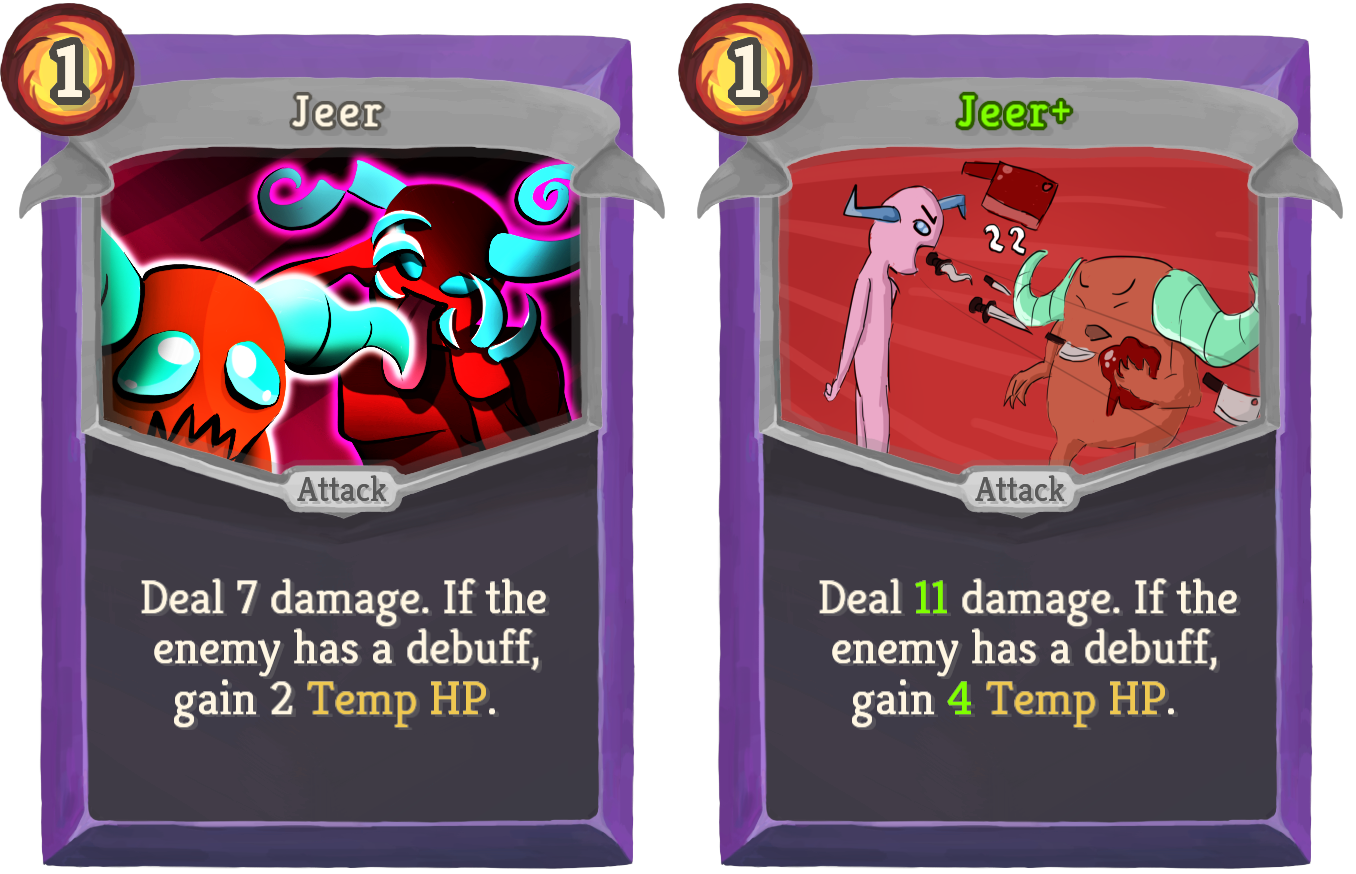 1
Jeer
Attack
Deal 7 damage. If the
enemy has a debuff,
gain 2 Temp HP.
1
Jeer+
22
Attack
Deal 11 damage. If the
enemy has a debuff,
gain 4 Temp HP.